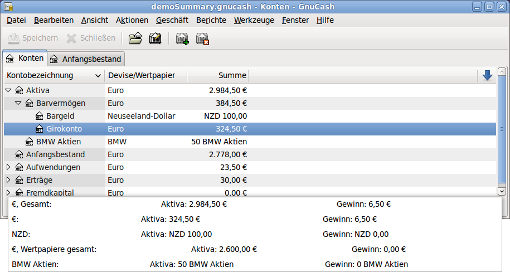 demoSummary.gnucash - Konten - GnuCash
Datei Bearbeiten Ansicht Aktionen Geschäft Berichte Werkzeuge Fenster Hilfe
Speichern Schließen
Konten Anfangsbestand
Kontobezeichnung Devise/Wertpapier Summe
Aktiva Euro 2.984,50 €
Barvermögen Euro 384,50 €
Bargeld Neuseeland-Dollar NZD 100,00
Girokonto Euro 324,50 €
BMW Aktien BMW 50 BMW Aktien
Anfangsbestand Euro 2.778,00 €
Aufwendungen Euro 23,50 €
Erträge Euro 30,00 €
Fremdkapital Euro 0,00 €
€, Gesamt: Aktiva: 2.984,50 € Gewinn: 6,50 €
€: Aktiva: 324,50 € Gewinn: 6,50 €
NZD: Aktiva: NZD 100,00 Gewinn: NZD 0,00
€, Wertpapiere gesamt: Aktiva: 2.600,00 € Gewinn: 0,00 €
BMW Aktien: Aktiva: 50 BMW Aktien Gewinn: 0 BMW Aktien